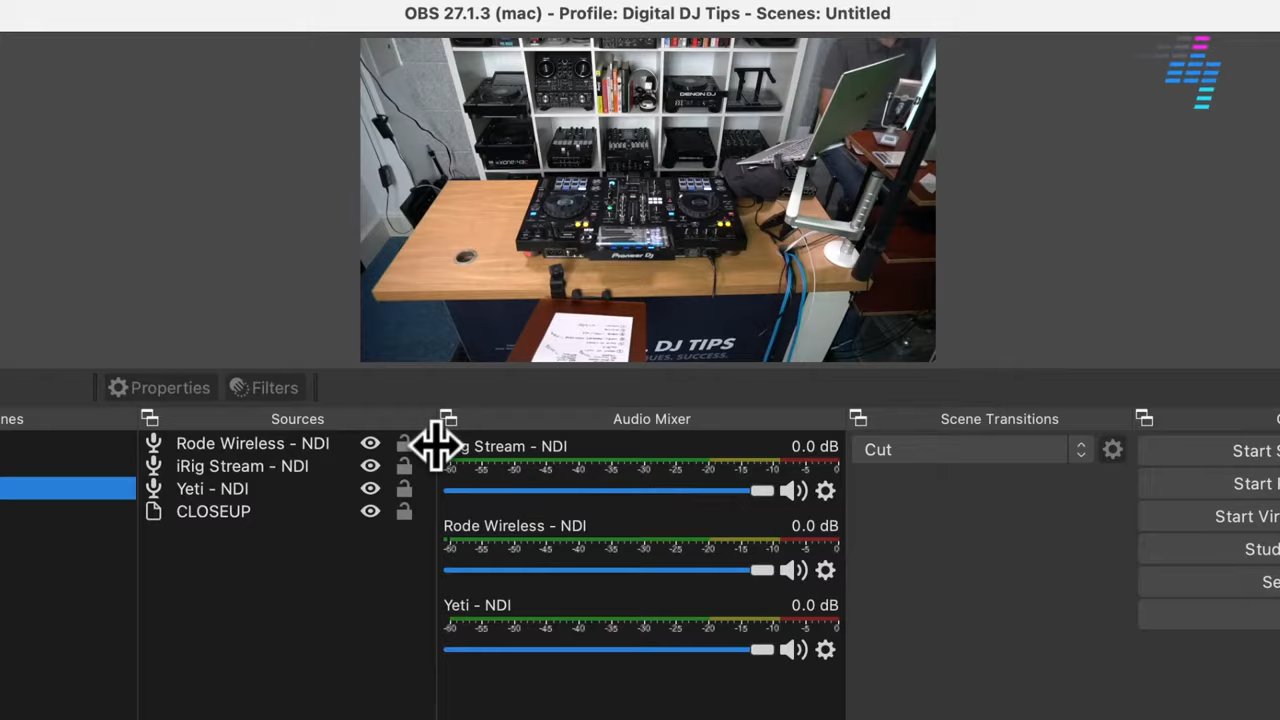 OBS 27.1.3 (mac) - Profile: Digital DJ Tips - Scenes: Untitled
DENON DJ
Pioneer Dj
DJ TIPS
UES. SUCCESS.
Properties
Filters
nes
Sources
Audio Mixer
Scene Transitions
Rode Wireless - NDI
iRig Stream - NDI
Yeti - NDI
CLOSEUP
g Stream - NDI
0.0 dB
-60 -55 -50 -45 -40 -35 -30 -25 -20 -15 -10 -5 0
Rode Wireless - NDI
0.0 dB
-60 -55 -50 -45 -40 -35 -30 -25 -20 -15 -10 -5 0
Yeti - NDI
0.0 dB
-60 -55 -50 -45 -40 -35 -30 -25 -20 -15 -10 -5 0
Cut
Start S
Start
Start Vir
Stud
Se